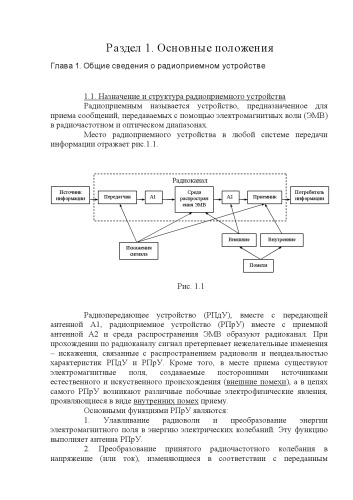 Раздел 1. Основные положения
Глава 1. Общие сведения о радиоприемном устройстве
1.1. Назначение и структура радиоприемного устройства
Радиоприемным называется устройство, предназначенное для
приема сообщений, передаваемых с помощью электромагнитных волн (ЭМВ)
в радиочастотном и оптическом диапазонах.
Место радиоприемного устройства в любой системе передачи
информации отражает рис.1.1.
Радиоканал
Источник
информации
Передатчик
А1
Среда
распростран
ения ЭМВ
А2
Приемник
Потребитель
информации
Искажения
сигнала
Внешние
Внутренние
Помехи
Рис. 1.1
Радиопередающее устройство (РПдУ), вместе с передающей
антенной А1, радиоприемное устройство (РПрУ) вместе с приемной
антенной А2 и среда распространения ЭМВ образуют радиоканал. При
прохождении по радиоканалу сигнал претерпевает нежелательные изменения
– искажения, связанные с распространением радиоволн и неидеальностью
характеристик РПдУ и РПрУ. Кроме того, в месте приема существуют
электромагнитные поля, создаваемые посторонними источниками
естественного и искуственного происхождения (внешние помехи), а в цепях
самого РПрУ возникают различные побочные электрофизические явления,
проявляющиеся в виде внутренних помех приему.
Основными функциями РПрУ являются:
1. Улавливание радиоволн и преобразование энергии
электромагнитного поля в энергию электрических колебаний. Эту функцию
выполняет антенна РПрУ.
2. Преобразование принятого радиочастотного колебания в
напряжение (или ток), изменяющиеся в соответствии с переданным